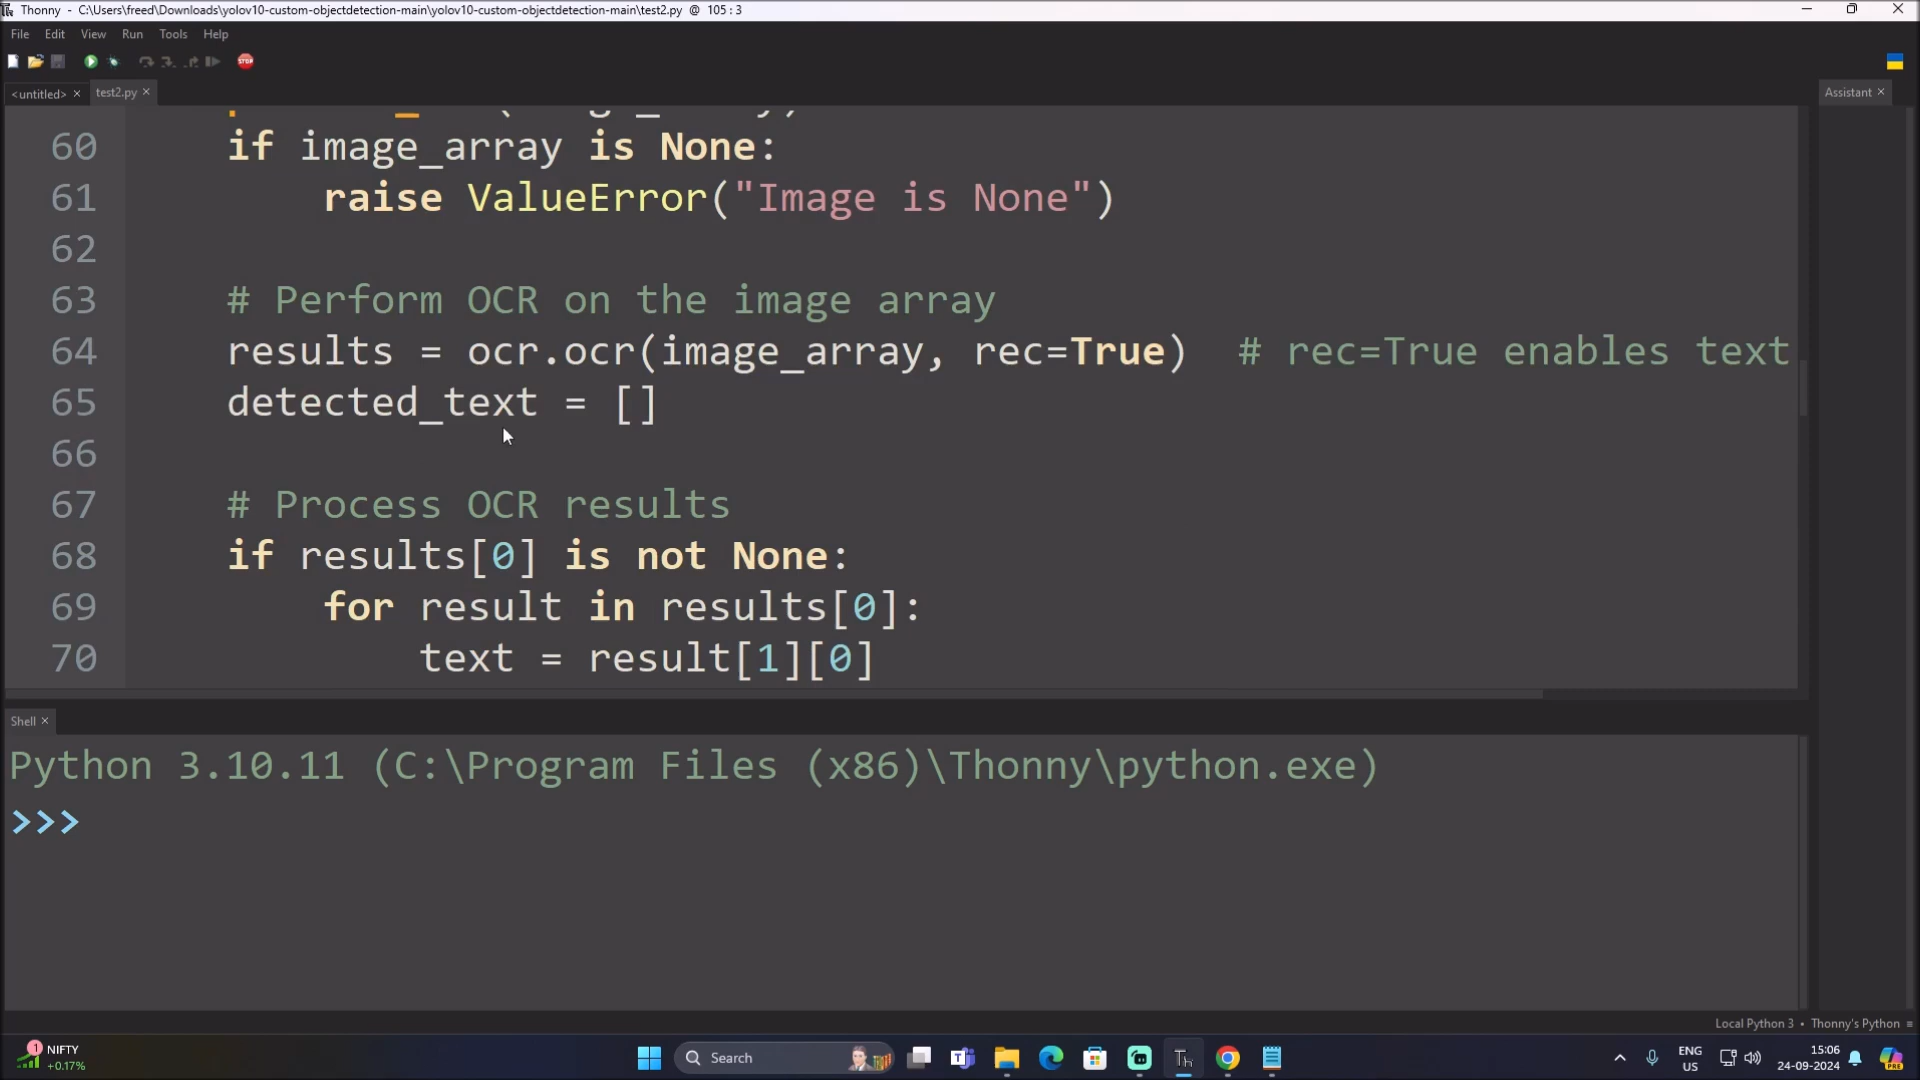 Thonny - C:\Users\freed\Downloads\yolov10-custom-objectdetection-main\yolov10-custom-objectdetection-main\test2.py @ 105 : 3
File Edit View Run Tools Help
<untitled> × test2.py ×
Assistant ×
60 if image_array is None:
61 raise ValueError("Image is None")
62
63 # Perform OCR on the image array
64 results = ocr.ocr(image_array, rec=True) # rec=True enables text
65 detected_text = []
66
67 # Process OCR results
68 if results[0] is not None:
69 for result in results[0]:
70 text = result[1][0]
Shell ×
Python 3.10.11 (C:\Program Files (x86)\Thonny\python.exe)
>>>
Local Python 3 • Thonny's Python ≡
1 NIFTY
+0.17%
Search
ENG
US
15:06
24-09-2024